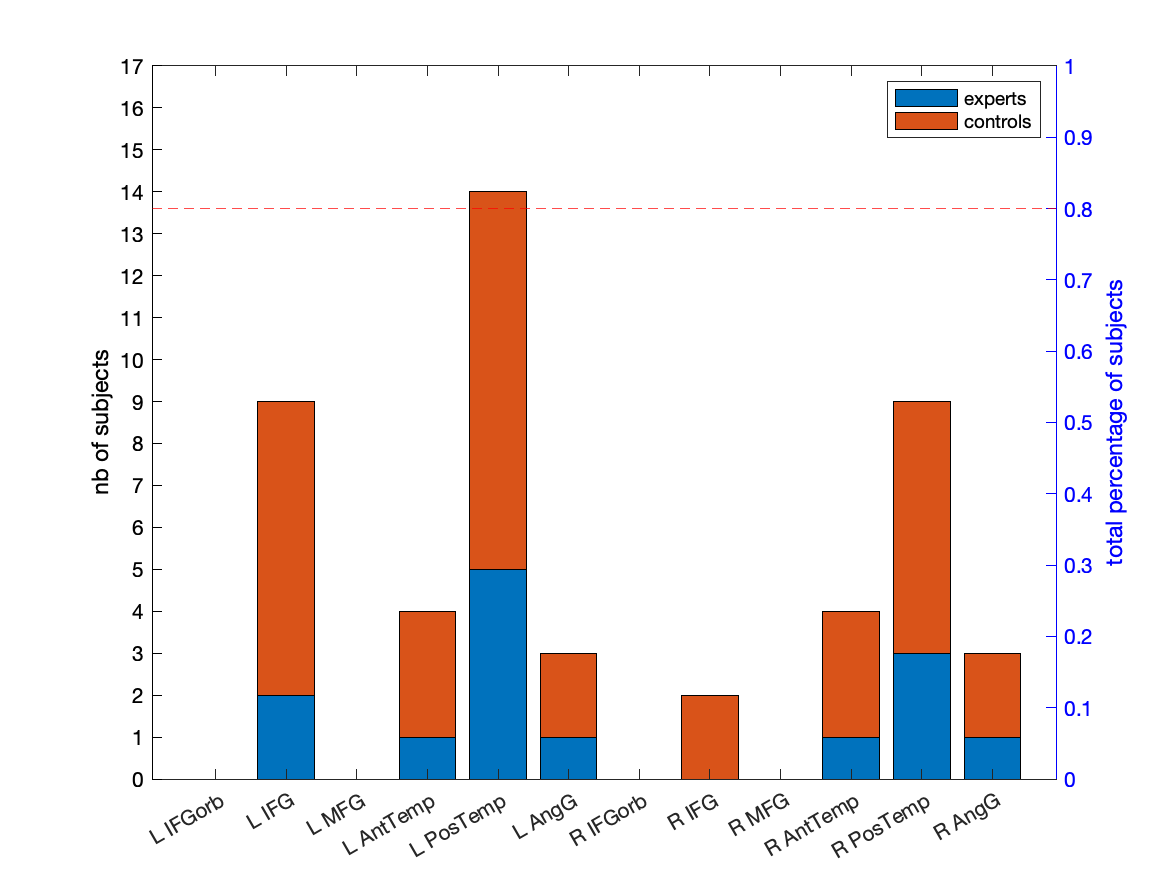 17
16
15
14
13
12
11
10
9
8
7
6
5
4
3
2
1
0
nb of subjects
experts
controls
1
0.9
0.8
0.7
0.6
0.5
0.4
0.3
0.2
0.1
0
total percentage of subjects
L IFGorb
L IFG
L MFG
L AntTemp
L PosTemp
L AngG
R IFGorb
R IFG
R MFG
R AntTemp
R PosTemp
R AngG